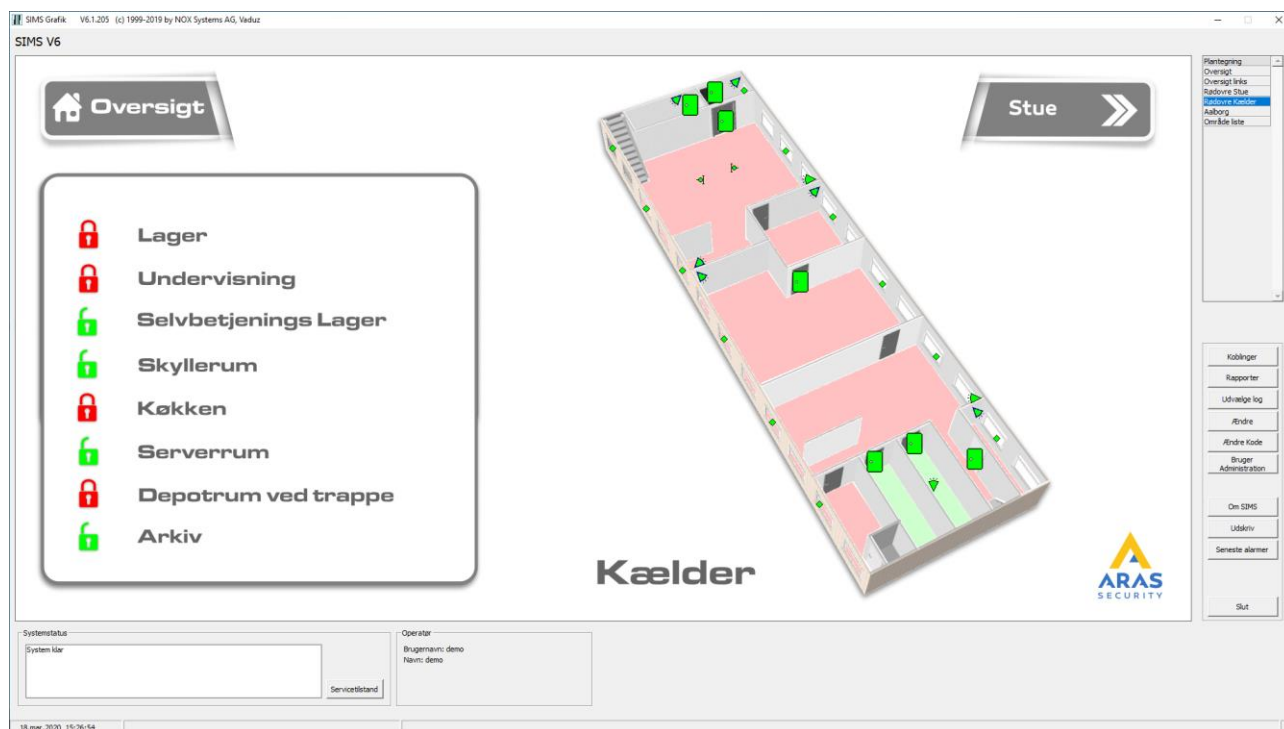 SIMS Grafik V6.1.205 (c) 1999-2019 by NOX Systems AG, Vaduz
SIMS V6
Oversigt
Stue
Lager
Undervisning
Selvbetjenings Lager
Skyllerum
Køkken
Serverrum
Depotrum ved trappe
Arkiv
Kælder
ARAS
SECURITY
Plantegning
Oversigt
Oversigt links
Rødovre Stue
Rødovre Kælder
Aalborg
Område liste
Koblinger
Rapporter
Udvælge log
Ændre
Ændre Kode
Bruger
Administration
Om SIMS
Udskriv
Seneste alarmer
Slut
Systemstatus
System klar
Servicetilstand
Operatør
Brugernavn: demo
Navn: demo
18.mar.2020 15:26:54